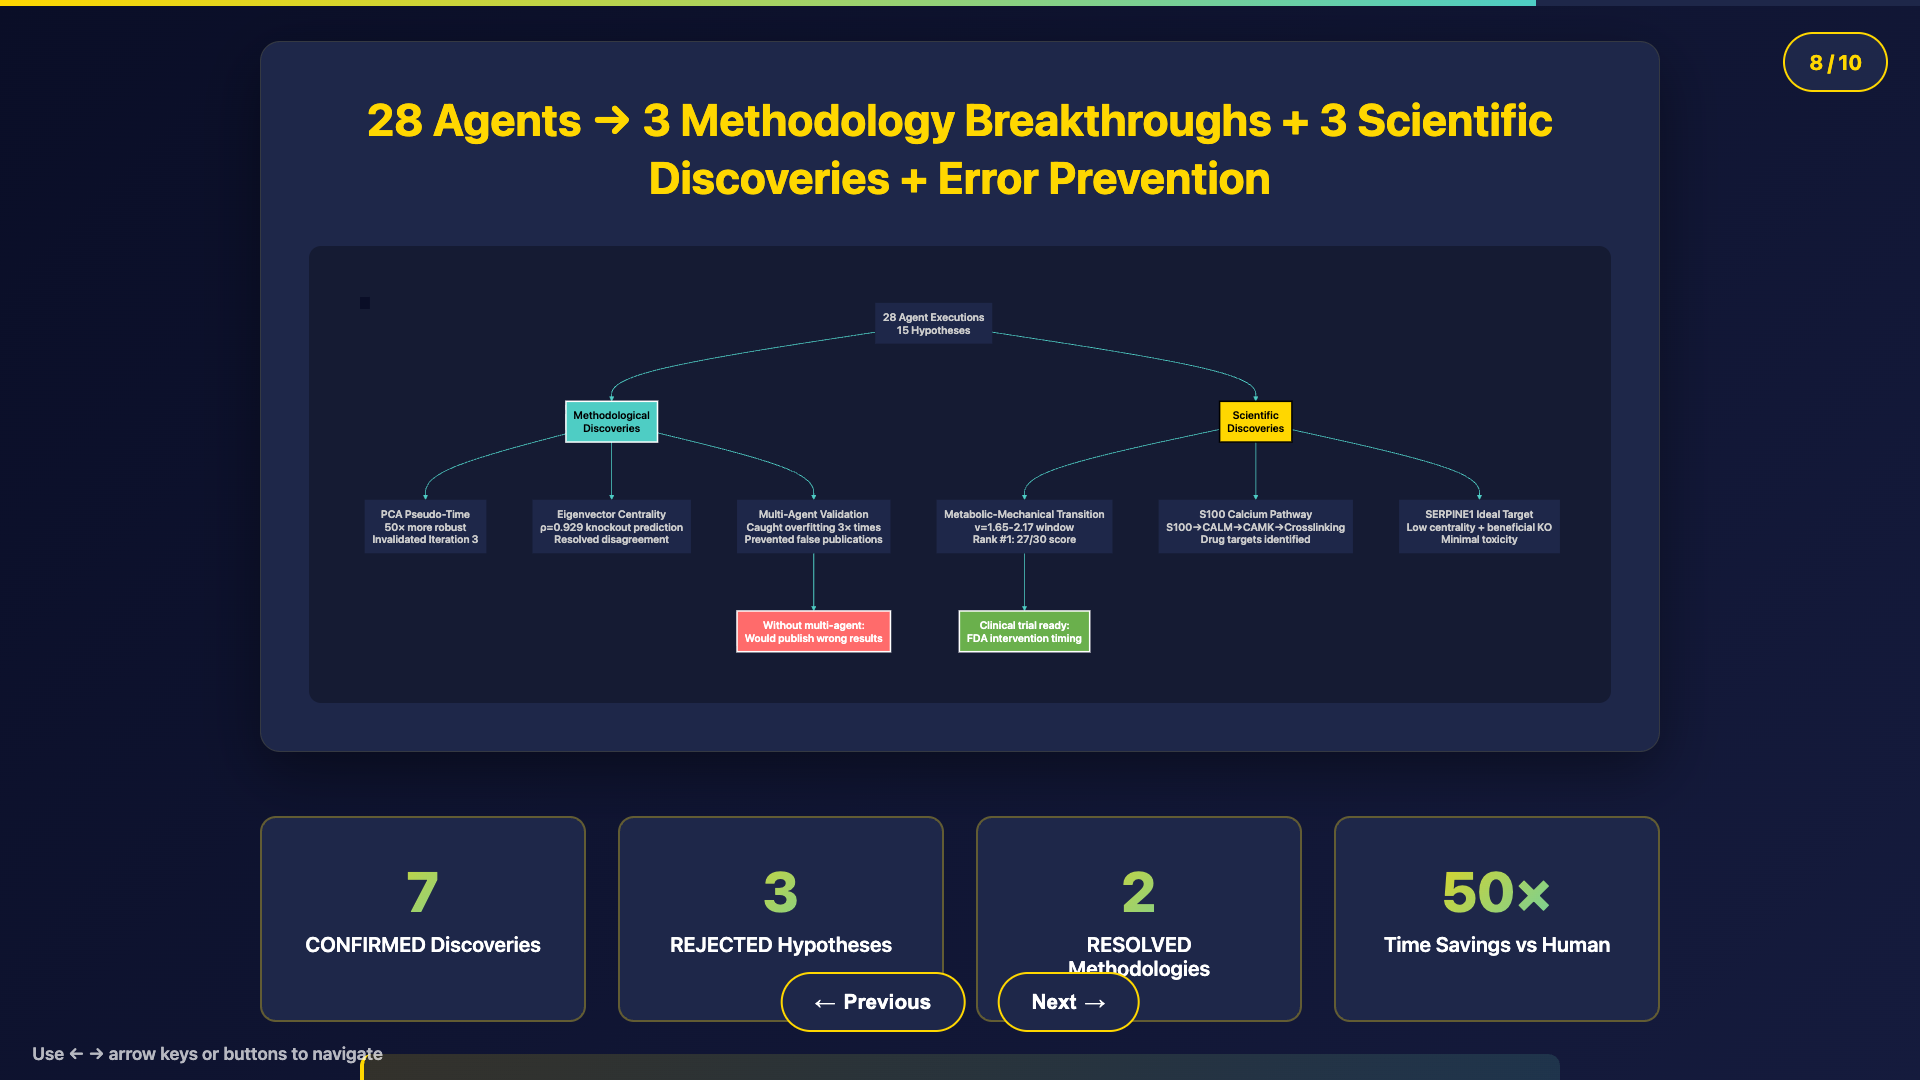 8 / 10
28 Agents → 3 Methodology Breakthroughs + 3 Scientific
Discoveries + Error Prevention
28 Agent Executions
15 Hypotheses
Methodological
Discoveries
Scientific
Discoveries
PCA Pseudo-Time
50× more robust
Invalidated Iteration 3
Eigenvector Centrality
ρ=0.929 knockout prediction
Resolved disagreement
Multi-Agent Validation
Caught overfitting 3× times
Prevented false publications
Metabolic-Mechanical Transition
v=1.65-2.17 window
Rank #1: 27/30 score
S100 Calcium Pathway
S100→CALM→CAMK→Crosslinking
Drug targets identified
SERPINE1 Ideal Target
Low centrality + beneficial KO
Minimal toxicity
Without multi-agent:
Would publish wrong results
Clinical trial ready:
FDA intervention timing
7
CONFIRMED Discoveries
3
REJECTED Hypotheses
2
RESOLVED
Methodologies
50×
Time Savings vs Human
← Previous
Next →
Use ← → arrow keys or buttons to navigate